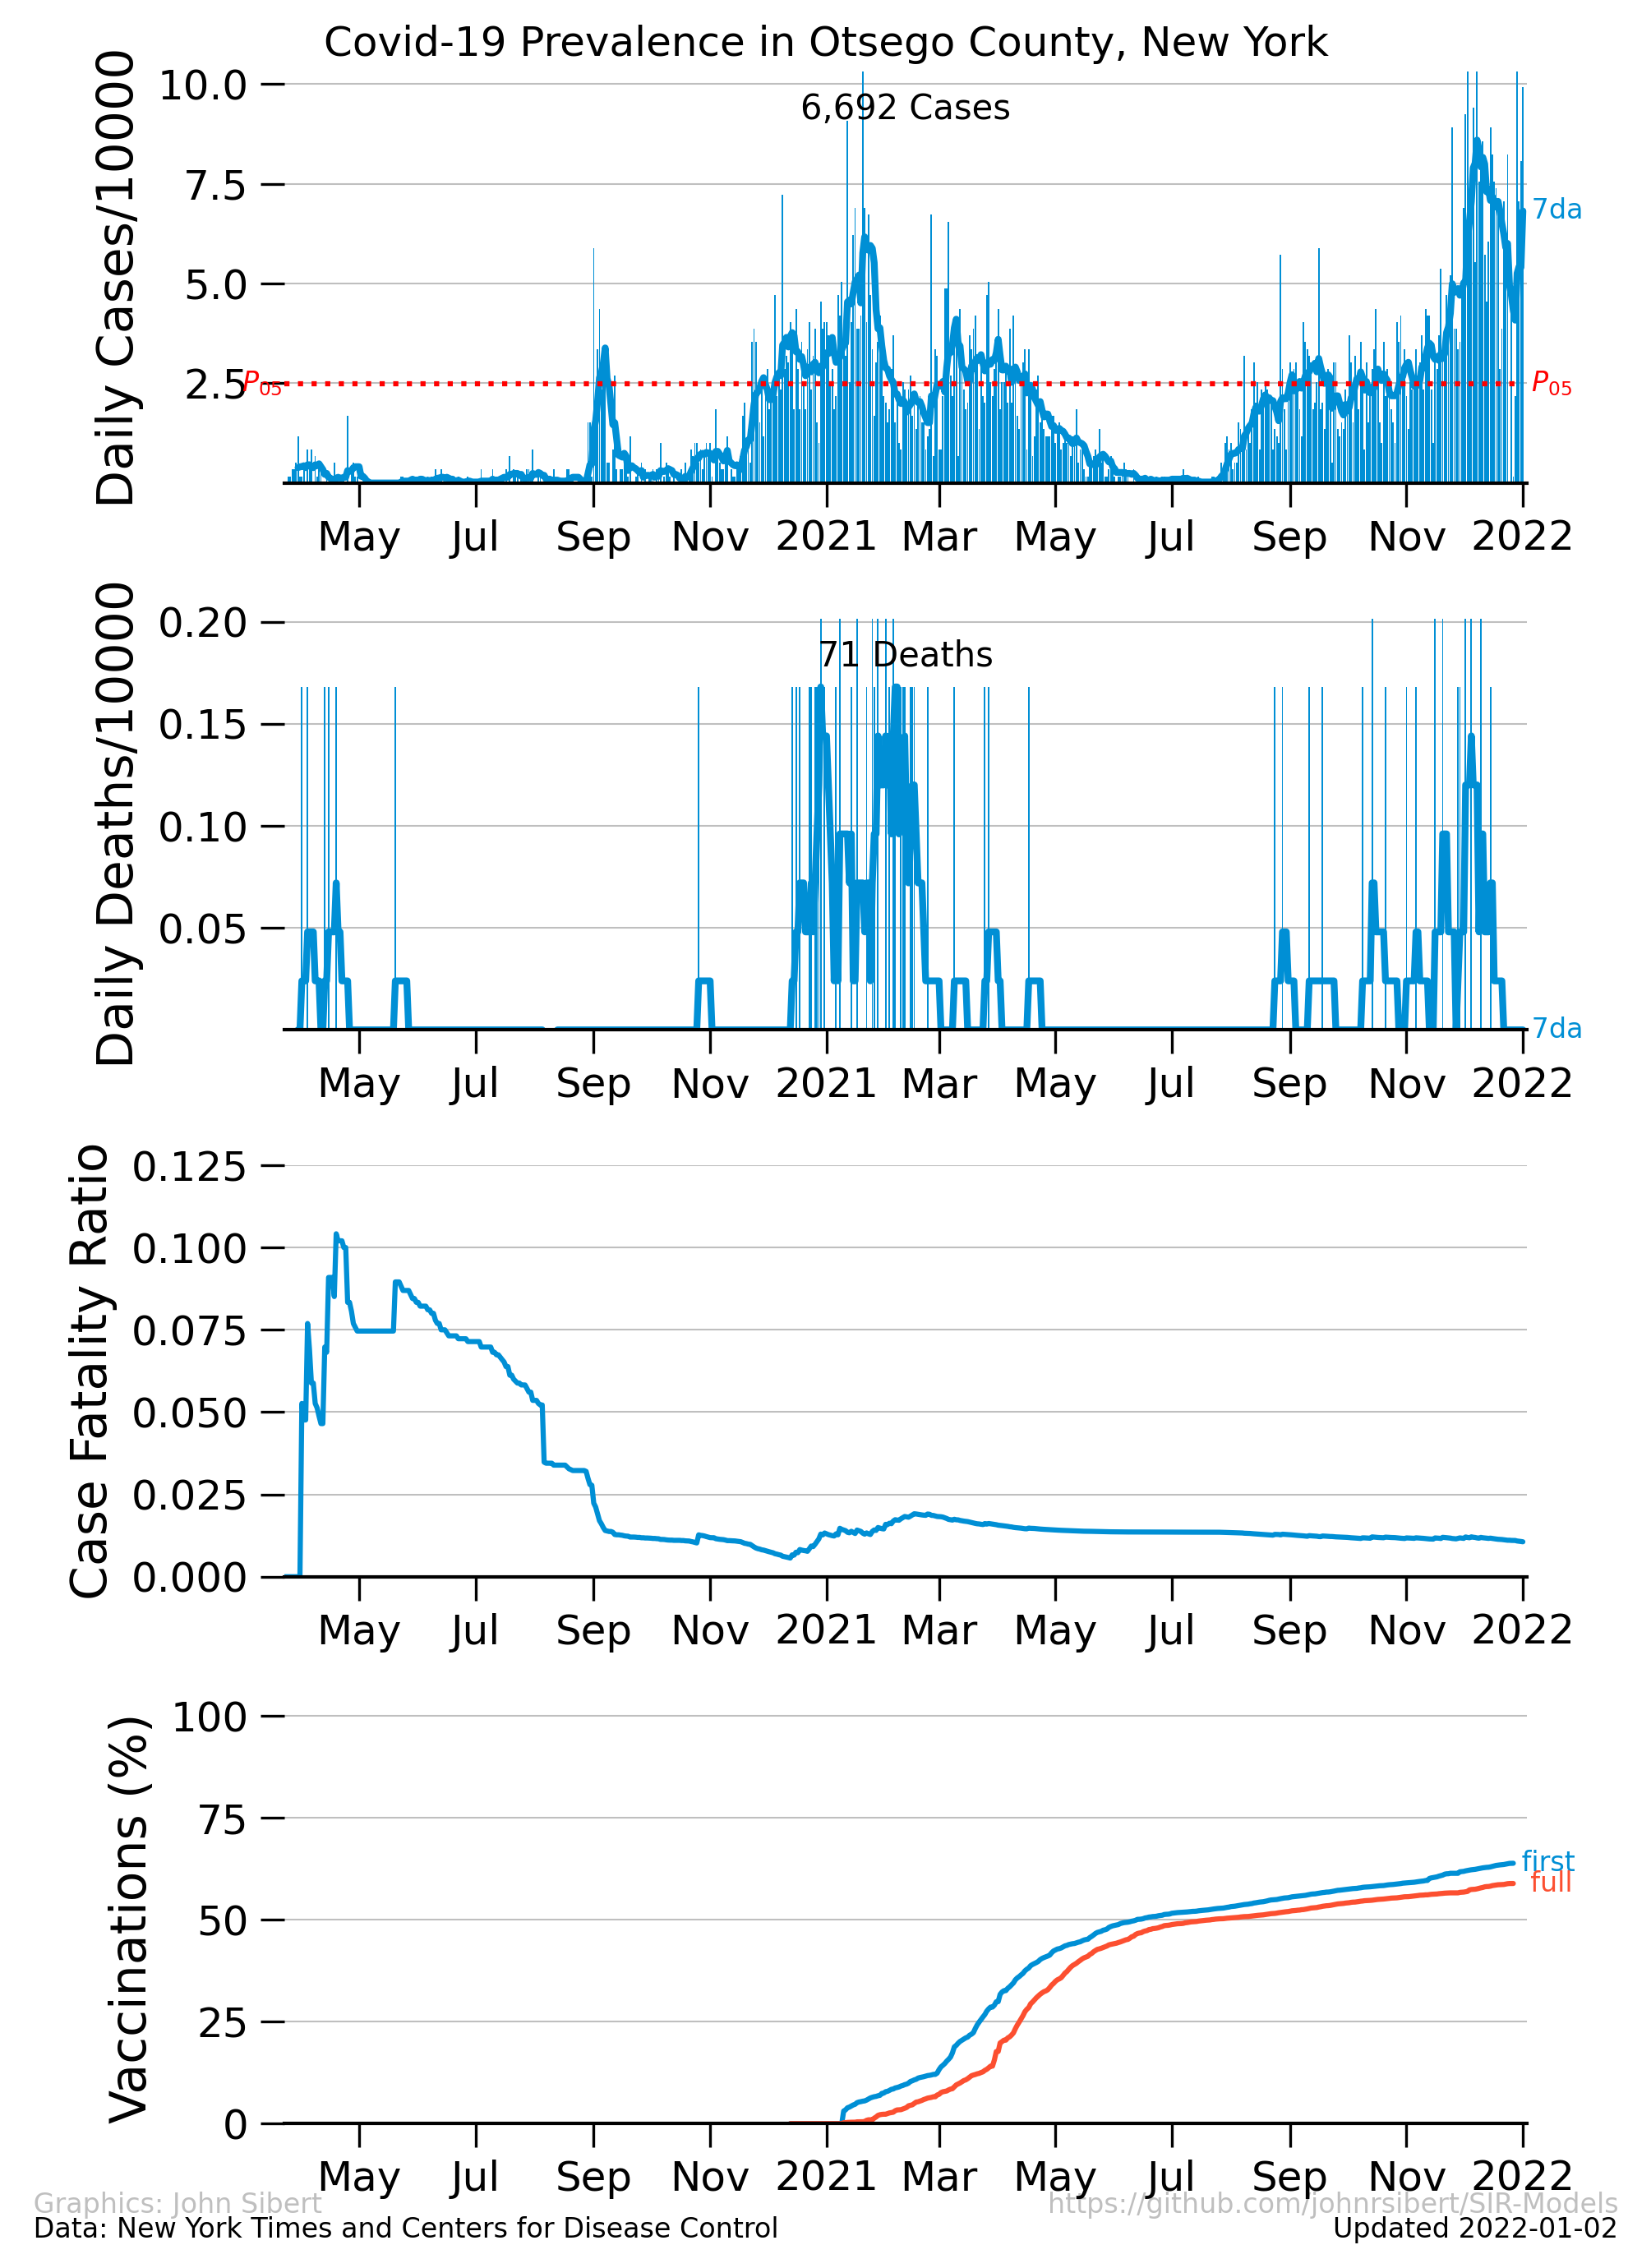 Covid-19 Prevalence in Otsego County, New York
Daily Cases/10000
10.0
7.5
5.0
2.5
P05
6,692 Cases
7da
P05
May Jul Sep Nov 2021 Mar May Jul Sep Nov 2022
Daily Deaths/10000
0.20
0.15
0.10
0.05
71 Deaths
7da
May Jul Sep Nov 2021 Mar May Jul Sep Nov 2022
Case Fatality Ratio
0.125
0.100
0.075
0.050
0.025
0.000
May Jul Sep Nov 2021 Mar May Jul Sep Nov 2022
Vaccinations (%)
100
75
50
25
0
first
full
May Jul Sep Nov 2021 Mar May Jul Sep Nov 2022
Graphics: John Sibert
https://github.com/johnrsibert/SIR-Models
Data: New York Times and Centers for Disease Control
Updated 2022-01-02